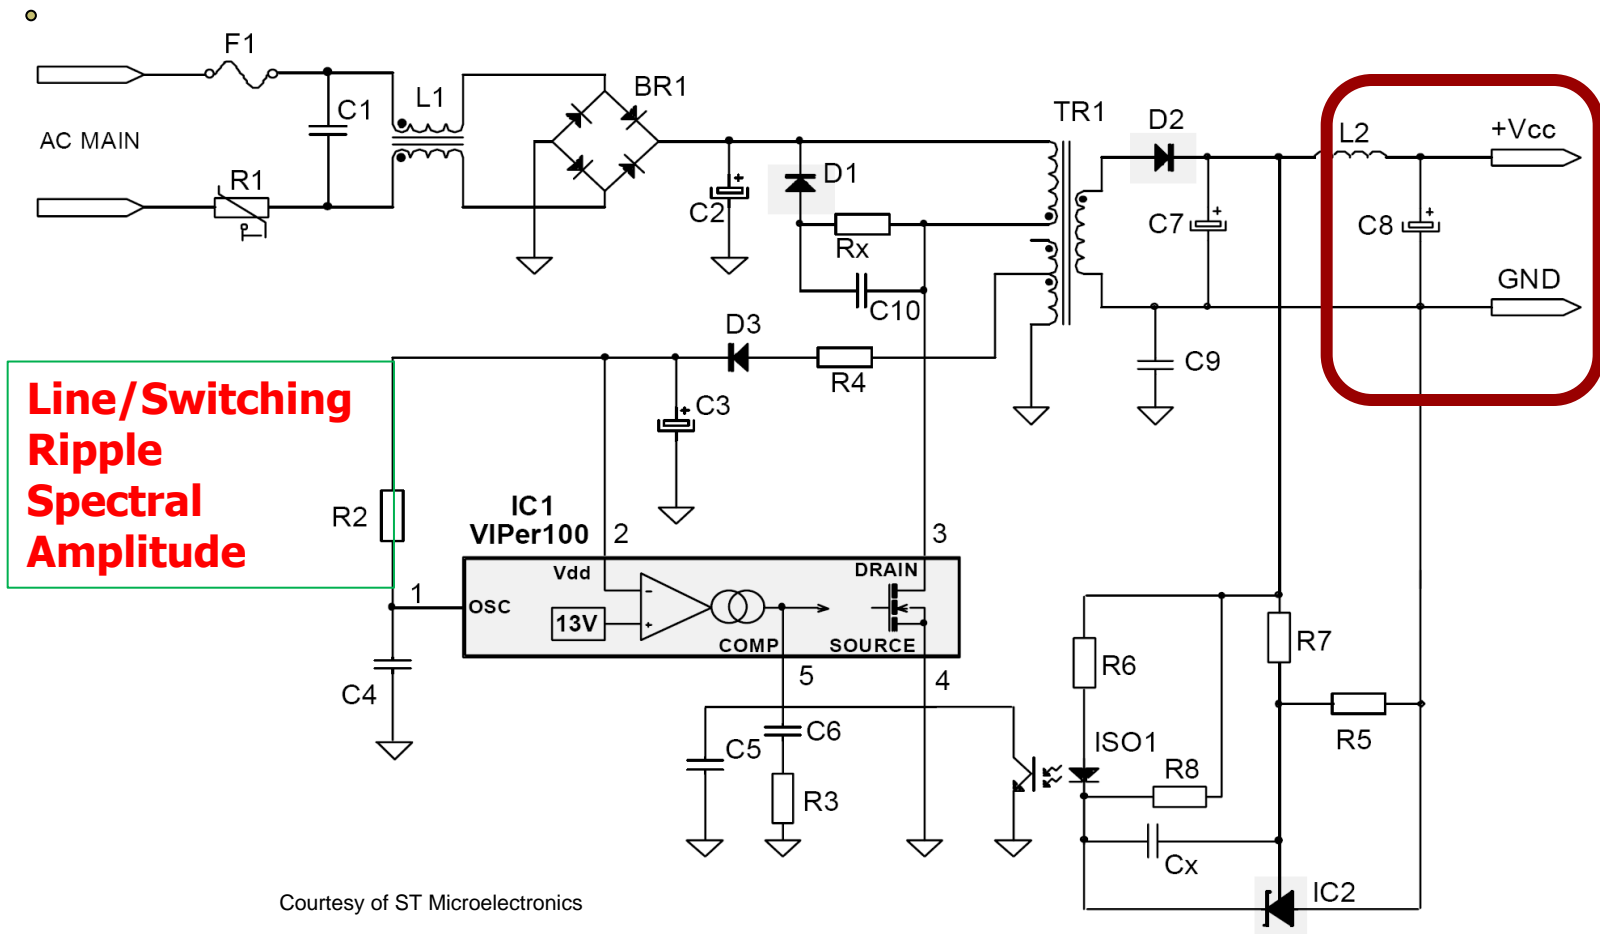 F1
C1
L1
BR1
AC MAIN
R1
C2
D1
Rx
C10
TR1
D2
C7
L2
+Vcc
C8
GND
C9
D3
R4
C3
Line/Switching
Ripple
Spectral
Amplitude
R2
IC1
VIPer100
2
3
1
Vdd
DRAIN
OSC
13V
COMP
SOURCE
5
4
C4
C5
C6
R3
ISO1
R6
R7
R5
R8
Cx
IC2
Courtesy of ST Microelectronics